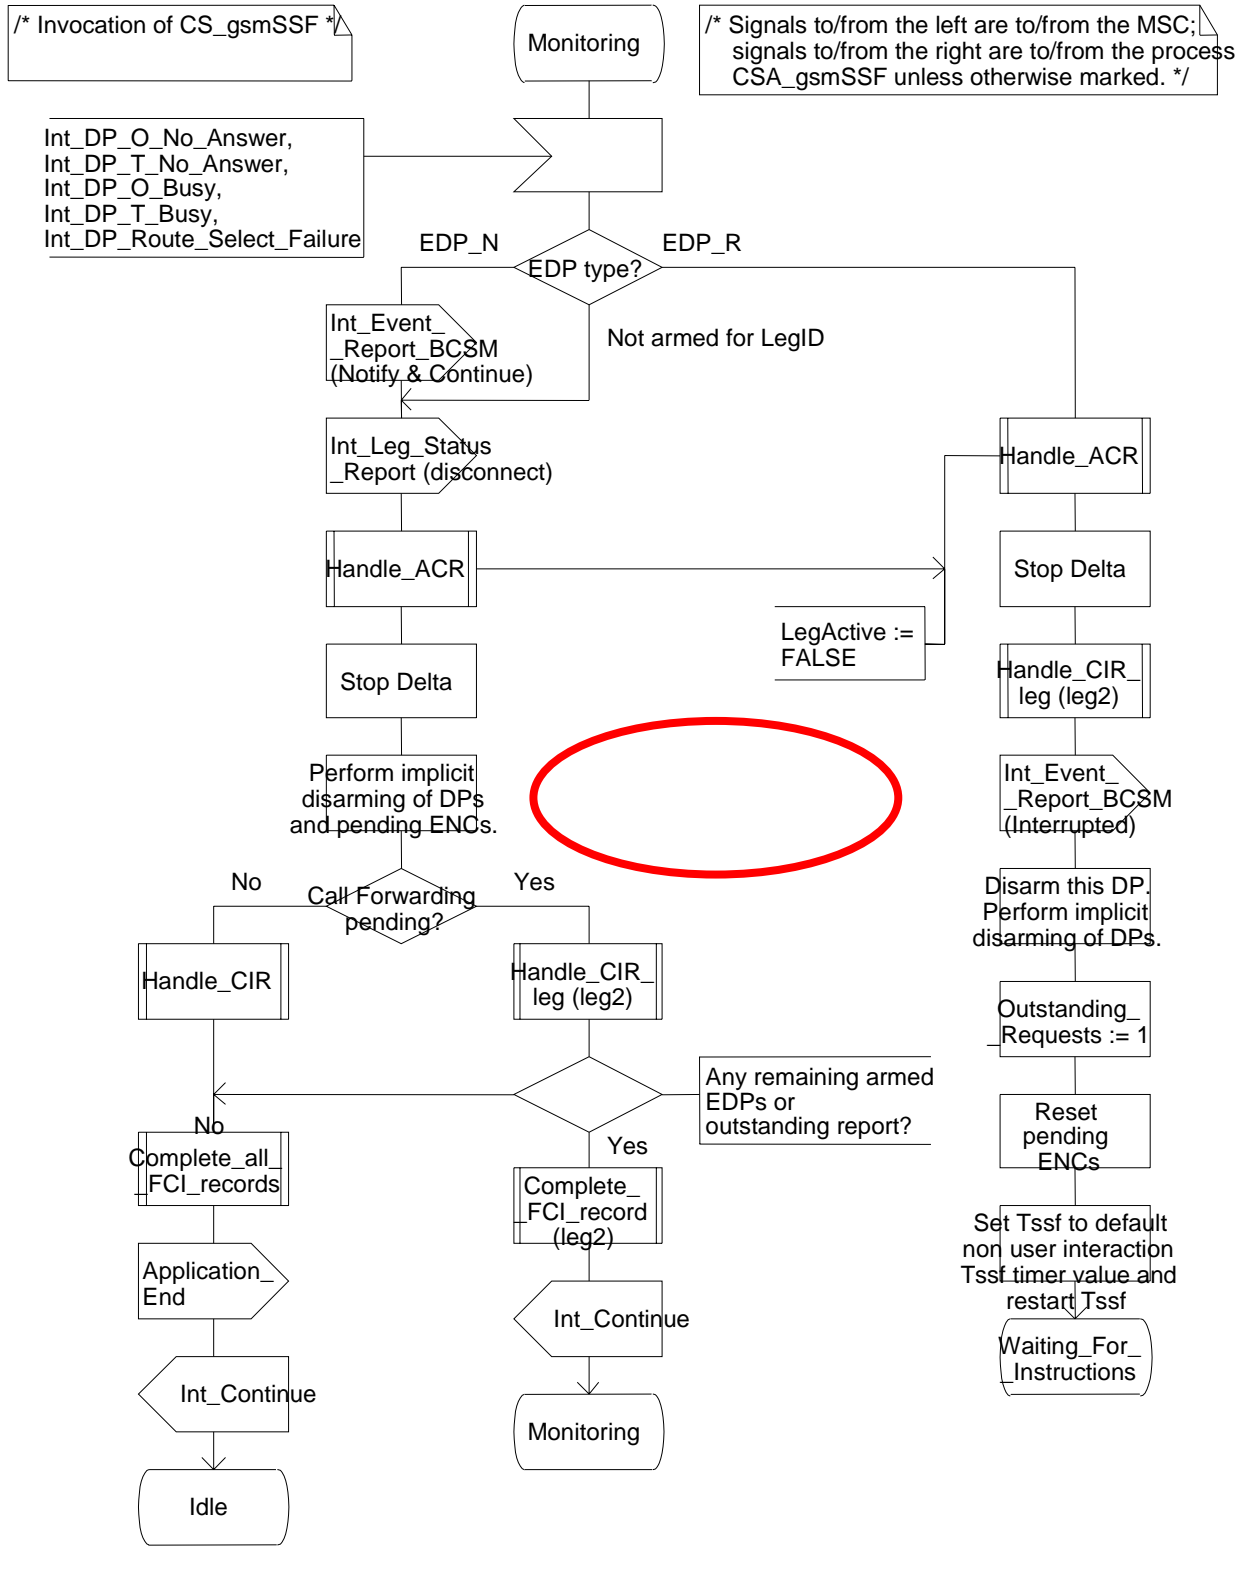 /* Invocation of CS_gsmSSF */
Monitoring
/* Signals to/from the left are to/from the MSC;
signals to/from the right are to/from the process
CSA_gsmSSF unless otherwise marked. */
Int_DP_O_No_Answer,
Int_DP_T_No_Answer,
Int_DP_O_Busy,
Int_DP_T_Busy,
Int_DP_Route_Select_Failure
EDP_N
EDP type?
EDP_R
Int_Event_
_Report_BCSM
(Notify & Continue)
Not armed for LegID
Int_Leg_Status
_Report (disconnect)
Handle_ACR
Handle_ACR
Stop Delta
LegActive :=
FALSE
Stop Delta
Handle_CIR_
leg (leg2)
Perform implicit
disarming of DPs
and pending ENCs.
Int_Event_
_Report_BCSM
(Interrupted)
No
Call Forwarding
pending?
Yes
Disarm this DP.
Perform implicit
disarming of DPs.
Handle_CIR
Handle_CIR_
leg (leg2)
Outstanding_
_Requests := 1
Any remaining armed
EDPs or
outstanding report?
No
Yes
Reset
pending
ENCs
Complete_all_
_FCI_records
Complete_
_FCI_record
(leg2)
Set Tssf to default
non user interaction
Tssf timer value and
restart Tssf
Application_
End
Int_Continue
Waiting_For_
_Instructions
Int_Continue
Monitoring
Idle